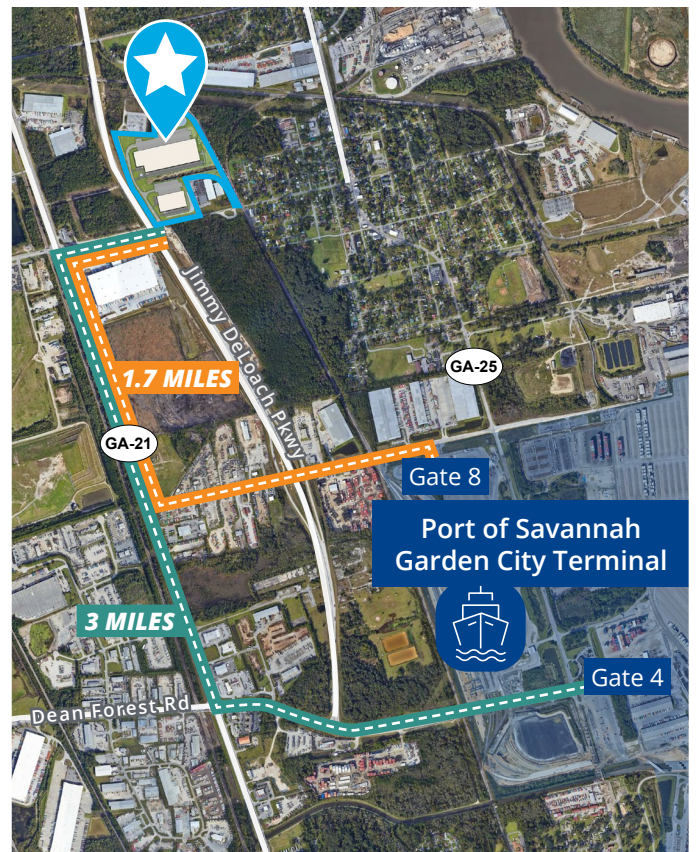 Jimmy DeLoach Pkwy
1.7 MILES
GA-25
GA-21
Gate 8
Port of Savannah
Garden City Terminal
3 MILES
Gate 4
Dean Forest Rd